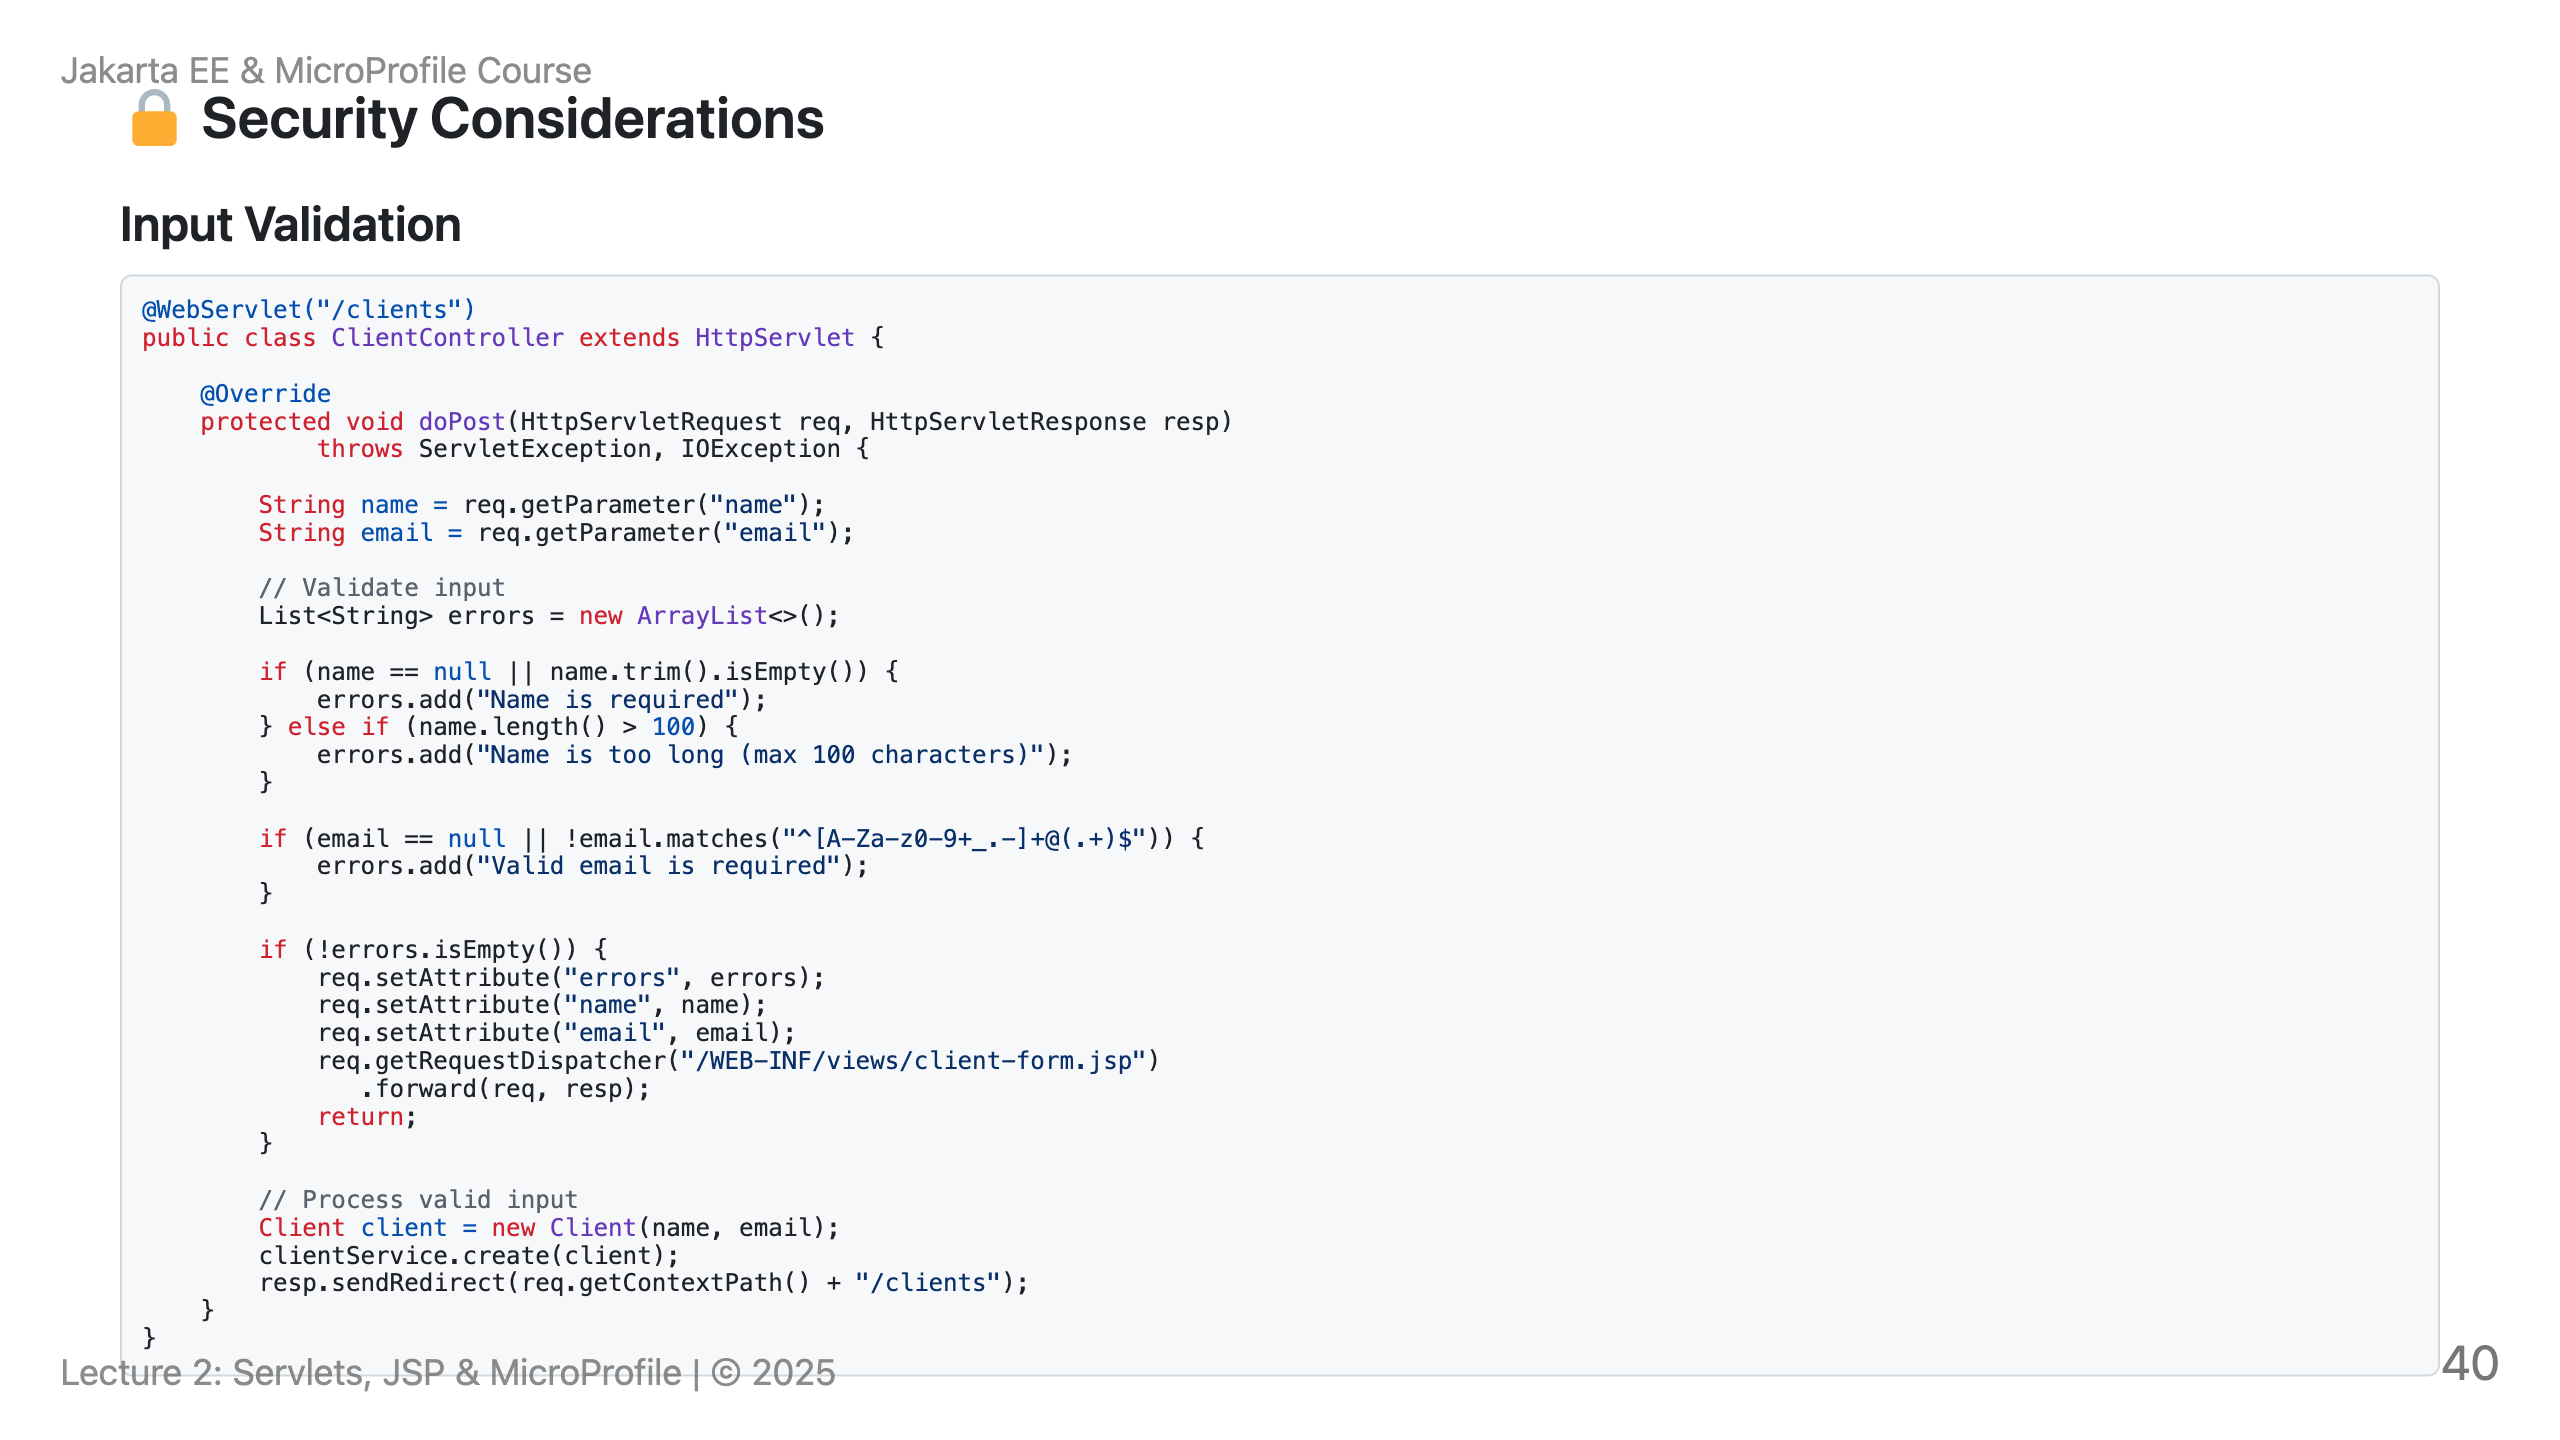 Jakarta EE & MicroProfile Course
🔒 Security Considerations
Input Validation
@WebServlet("/clients")
public class ClientController extends HttpServlet {
    @Override
    protected void doPost(HttpServletRequest req, HttpServletResponse resp)
            throws ServletException, IOException {
        String name = req.getParameter("name");
        String email = req.getParameter("email");
        // Validate input
        List<String> errors = new ArrayList<>();
        if (name == null || name.trim().isEmpty()) {
            errors.add("Name is required");
        } else if (name.length() > 100) {
            errors.add("Name is too long (max 100 characters)");
        }
        if (email == null || !email.matches("^[A-Za-z0-9+_.-]+@(.+)$")) {
            errors.add("Valid email is required");
        }
        if (!errors.isEmpty()) {
            req.setAttribute("errors", errors);
            req.setAttribute("name", name);
            req.setAttribute("email", email);
            req.getRequestDispatcher("/WEB-INF/views/client-form.jsp")
               .forward(req, resp);
            return;
        }
        // Process valid input
        Client client = new Client(name, email);
        clientService.create(client);
        resp.sendRedirect(req.getContextPath() + "/clients");
    }
}
Lecture 2: Servlets, JSP & MicroProfile | © 2025
40